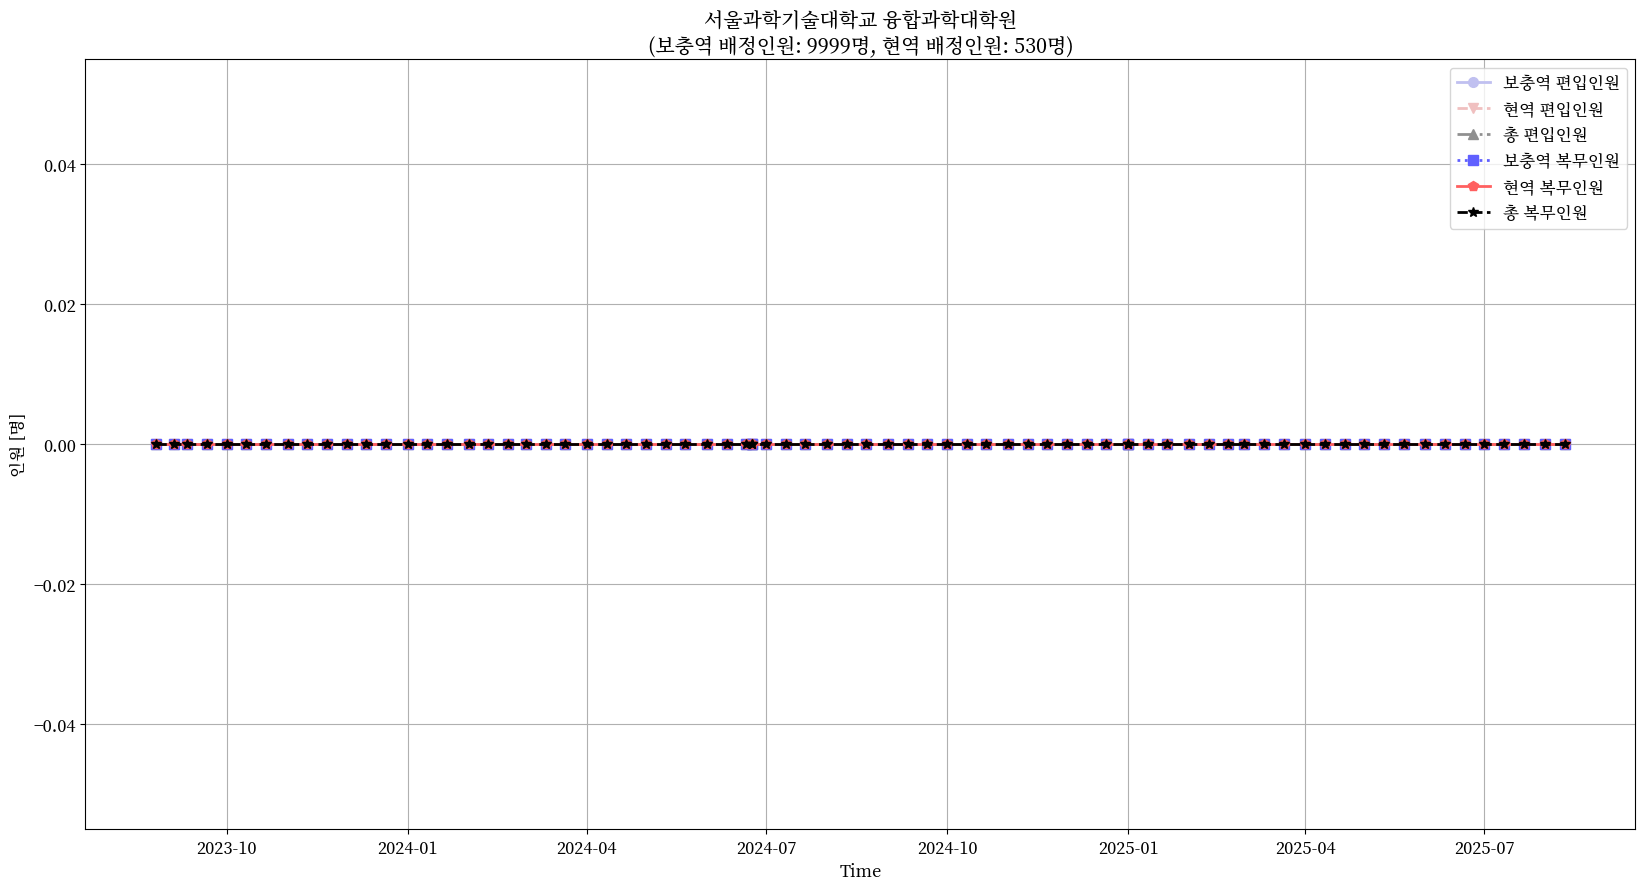 서울과학기술대학교 융합과학대학원
(보충역 배정인원: 9999명, 현역 배정인원: 530명)
보충역 편입인원
현역 편입인원
총 편입인원
보충역 복무인원
현역 복무인원
총 복무인원
0.04
0.02
0.00
−0.02
−0.04
인원 [명]
2023-10
2024-01
2024-04
2024-07
2024-10
2025-01
2025-04
2025-07
Time